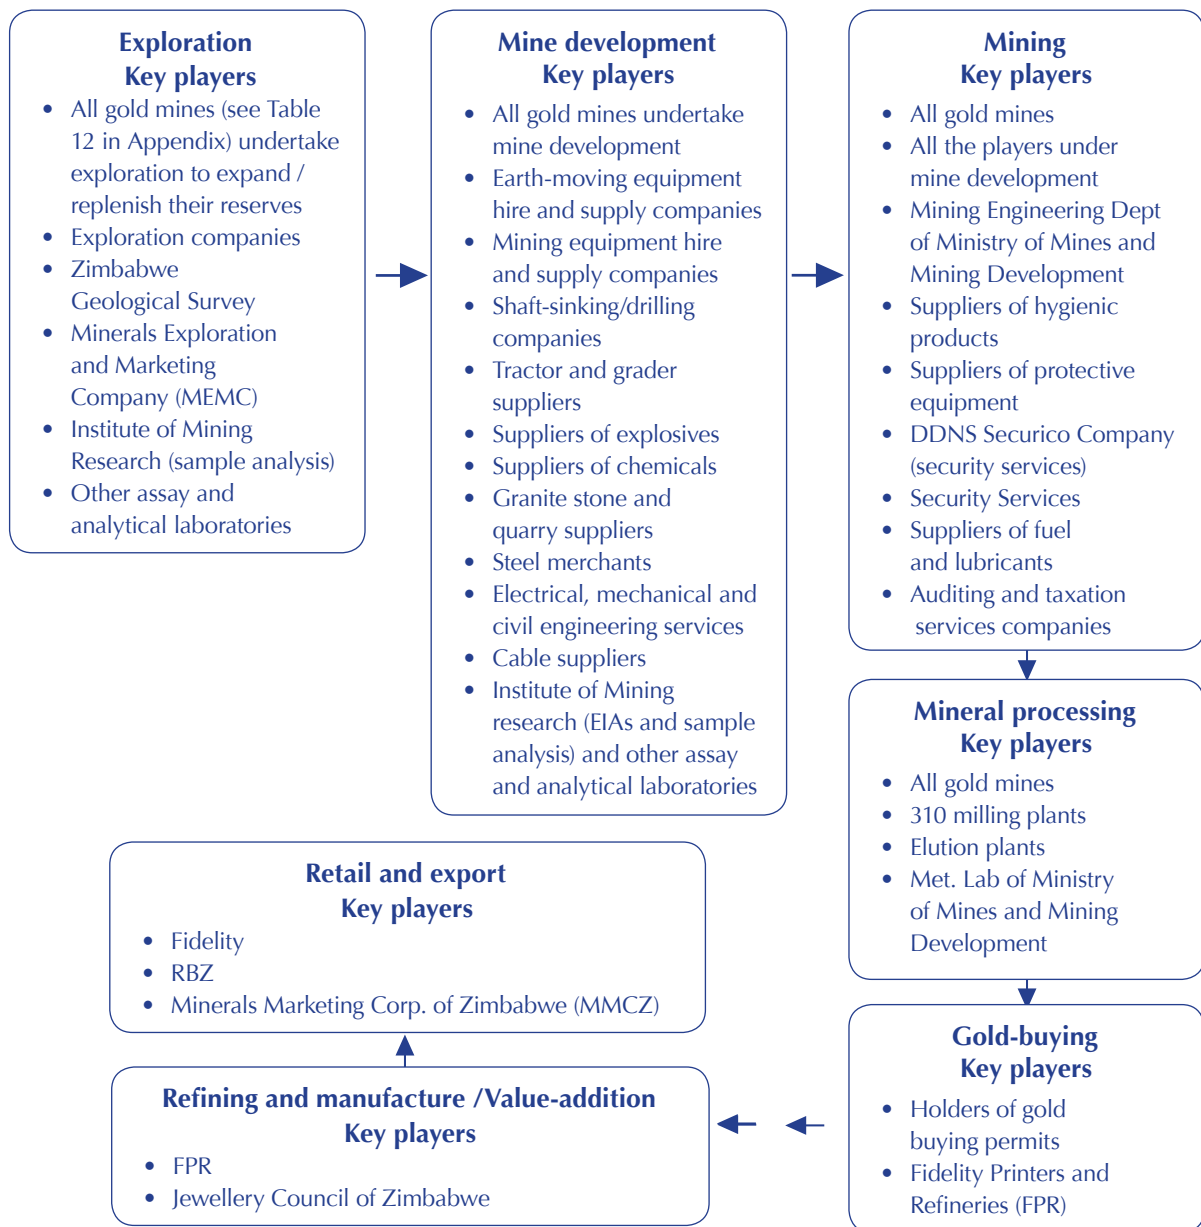 Exploration
Key players
• All gold mines (see Table
12 in Appendix) undertake
exploration to expand /
replenish their reserves
• Exploration companies
• Zimbabwe
Geological Survey
• Minerals Exploration
and Marketing
Company (MEMC)
• Institute of Mining
Research (sample analysis)
• Other assay and
analytical laboratories
Mine development
Key players
• All gold mines undertake
mine development
• Earth-moving equipment
hire and supply companies
• Mining equipment hire
and supply companies
• Shaft-sinking/drilling
companies
• Tractor and grader
suppliers
• Suppliers of explosives
• Suppliers of chemicals
• Granite stone and
quarry suppliers
• Steel merchants
• Electrical, mechanical and
civil engineering services
• Cable suppliers
• Institute of Mining
research (EIAs and sample
analysis) and other assay
and analytical laboratories
Mining
Key players
• All gold mines
• All the players under
mine development
• Mining Engineering Dept
of Ministry of Mines and
Mining Development
• Suppliers of hygienic
products
• Suppliers of protective
equipment
• DDNS Securico Company
(security services)
• Security Services
• Suppliers of fuel
and lubricants
• Auditing and taxation
services companies
Mineral processing
Key players
• All gold mines
• 310 milling plants
• Elution plants
• Met. Lab of Ministry
of Mines and Mining
Development
Gold-buying
Key players
• Holders of gold
buying permits
• Fidelity Printers and
Refineries (FPR)
Refining and manufacture /Value-addition
Key players
• FPR
• Jewellery Council of Zimbabwe
Retail and export
Key players
• Fidelity
• RBZ
• Minerals Marketing Corp. of Zimbabwe (MMCZ)